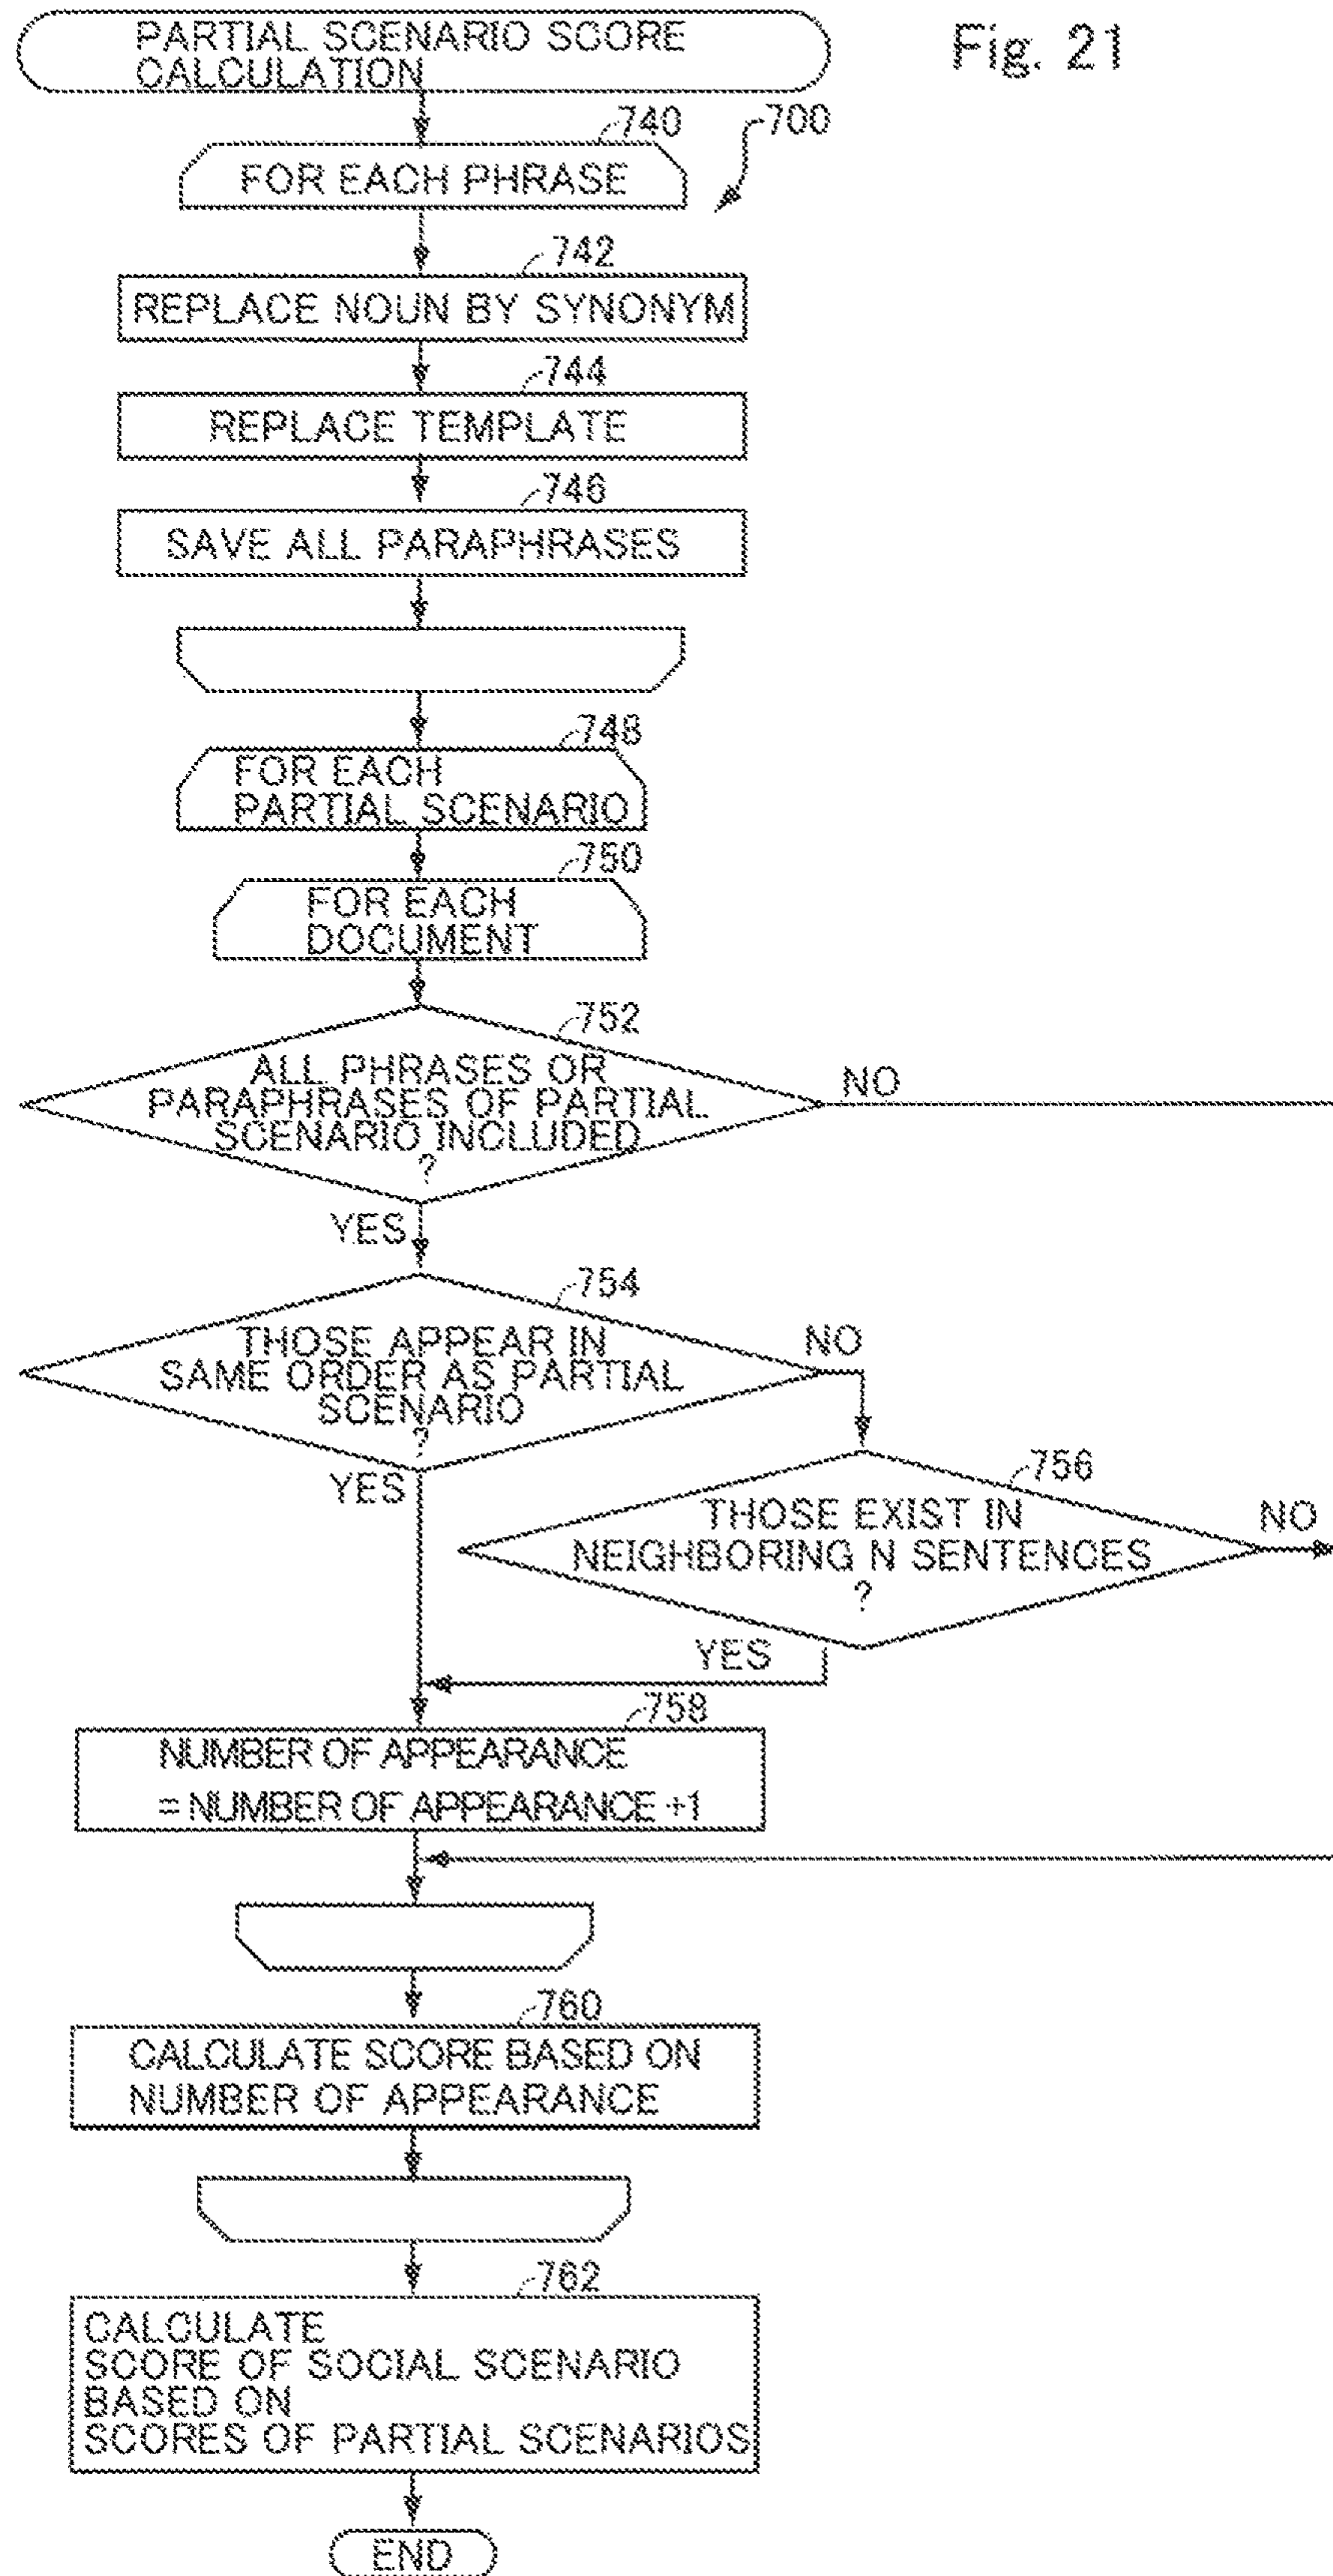 Fig. 21
PARTIAL SCENARIO SCORE
CALCULATION
740
700
FOR EACH PHRASE
742
REPLACE NOUN BY SYNONYM
744
REPLACE TEMPLATE
746
SAVE ALL PARAPHRASES
748
FOR EACH
PARTIAL SCENARIO
750
FOR EACH
DOCUMENT
752
ALL PHRASES OR
PARAPHRASES OF PARTIAL
SCENARIO INCLUDED
?
NO
YES
754
THOSE APPEAR IN
SAME ORDER AS PARTIAL
SCENARIO
?
NO
YES
756
THOSE EXIST IN
NEIGHBORING N SENTENCES
?
NO
YES
758
NUMBER OF APPEARANCE
= NUMBER OF APPEARANCE +1
760
CALCULATE SCORE BASED ON
NUMBER OF APPEARANCE
762
CALCULATE
SCORE OF SOCIAL SCENARIO
BASED ON
SCORES OF PARTIAL SCENARIOS
END